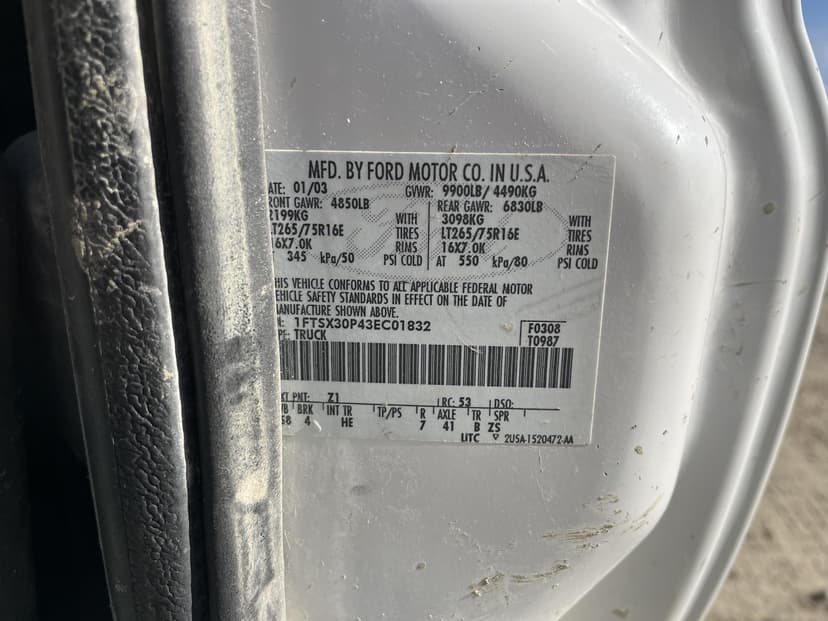 MFD. BY FORD MOTOR CO. IN U.S.A.
ATE: 01/03 GVWR: 9900LB/ 4490KG
RONT GAWR: 4850LB REAR GAWR: 6830LB
2199KG WITH 3098KG WITH
LT265/75R16E TIRES LT265/75R16E TIRES
16X7.0K RIMS 16X7.0K RIMS
345 kPa/50 PSI COLD AT 550 kPa/80 PSI COLD
HIS VEHICLE CONFORMS TO ALL APPLICABLE FEDERAL MOTOR
EHICLE SAFETY STANDARDS IN EFFECT ON THE DATE OF
ANUFACTURE SHOWN ABOVE.
1FTSX30P43EC01832 F0308
PE: TRUCK T0987
XT PNT: Z1 RC: 53 DSO:
WB BRK INT TR TP/PS R AXLE TR SPR
58 4 HE 7 41 B ZS
UTC 2U5A-1520472-AA